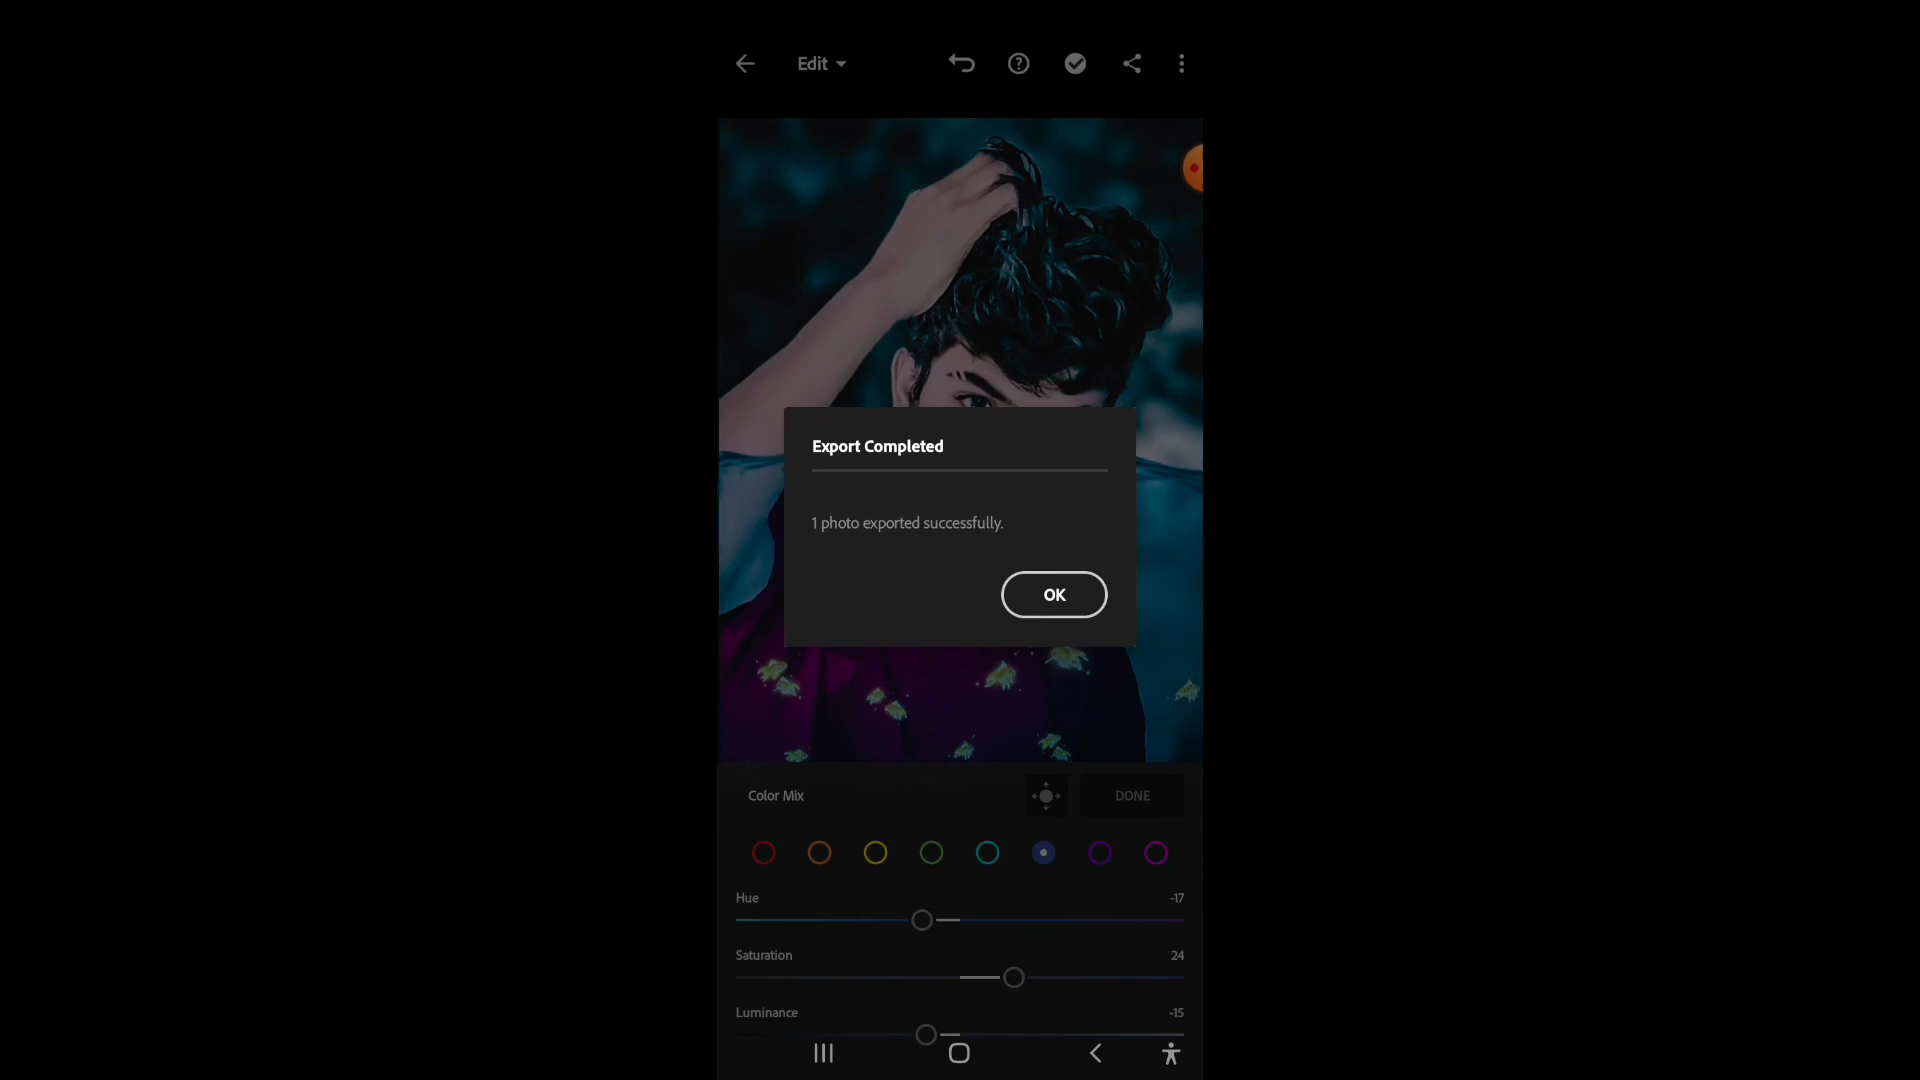 Edit
Export Completed
1 photo exported successfully.
OK
Color Mix
DONE
Hue
-17
Saturation
24
Luminance
-15